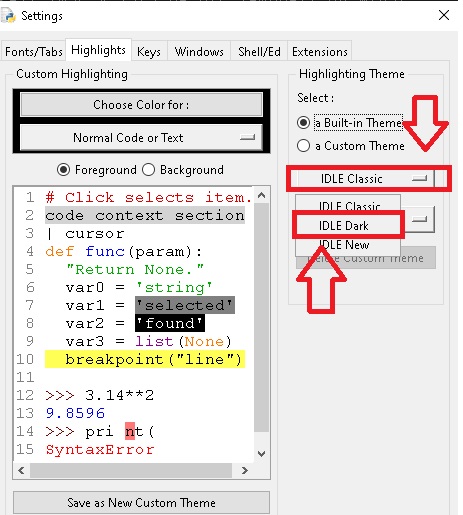 Settings
Fonts/Tabs Highlights Keys Windows Shell/Ed Extensions
Custom Highlighting
Choose Color for :
Normal Code or Text
Foreground Background
1 # Click selects item.
2 code context section
3 | cursor
4 def func(param):
5 "Return None."
6 var0 = 'string'
7 var1 = 'selected'
8 var2 = 'found'
9 var3 = list(None)
10 breakpoint("line")
11
12 >>> 3.14**2
13 9.8596
14 >>> pri nt(
15 SyntaxError
Save as New Custom Theme
Highlighting Theme
Select :
a Built-in Theme
a Custom Theme
IDLE Classic
IDLE Classic
IDLE Dark
IDLE New
Delete Custom Theme